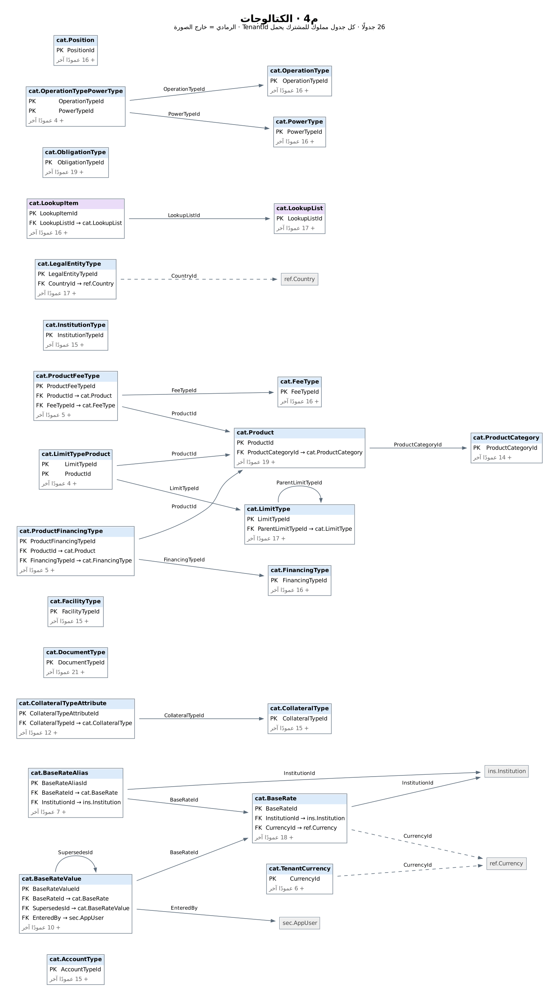 م4 · الكتالوجات
26 جدولًا · كل جدول مملوك للمشترك يحمل TenantId · الرمادي = خارج الصورة
cat.Position
PK PositionId
+ 16 عمودًا آخر
cat.OperationType
PK OperationTypeId
+ 16 عمودًا آخر
cat.OperationTypePowerType
PK OperationTypeId
PK PowerTypeId
+ 4 عمودًا آخر
OperationTypeId
PowerTypeId
cat.PowerType
PK PowerTypeId
+ 16 عمودًا آخر
cat.ObligationType
PK ObligationTypeId
+ 19 عمودًا آخر
cat.LookupItem
PK LookupItemId
FK LookupListId → cat.LookupList
+ 16 عمودًا آخر
LookupListId
cat.LookupList
PK LookupListId
+ 17 عمودًا آخر
cat.LegalEntityType
PK LegalEntityTypeId
FK CountryId → ref.Country
+ 17 عمودًا آخر
CountryId
ref.Country
cat.InstitutionType
PK InstitutionTypeId
+ 15 عمودًا آخر
cat.ProductFeeType
PK ProductFeeTypeId
FK ProductId → cat.Product
FK FeeTypeId → cat.FeeType
+ 5 عمودًا آخر
FeeTypeId
ProductId
cat.FeeType
PK FeeTypeId
+ 16 عمودًا آخر
cat.Product
PK ProductId
FK ProductCategoryId → cat.ProductCategory
+ 19 عمودًا آخر
ProductCategoryId
cat.ProductCategory
PK ProductCategoryId
+ 14 عمودًا آخر
cat.LimitTypeProduct
PK LimitTypeId
PK ProductId
+ 4 عمودًا آخر
ProductId
LimitTypeId
ProductId
ParentLimitTypeId
cat.LimitType
PK LimitTypeId
FK ParentLimitTypeId → cat.LimitType
+ 17 عمودًا آخر
cat.ProductFinancingType
PK ProductFinancingTypeId
FK ProductId → cat.Product
FK FinancingTypeId → cat.FinancingType
+ 5 عمودًا آخر
FinancingTypeId
cat.FinancingType
PK FinancingTypeId
+ 16 عمودًا آخر
cat.FacilityType
PK FacilityTypeId
+ 15 عمودًا آخر
cat.DocumentType
PK DocumentTypeId
+ 21 عمودًا آخر
cat.CollateralTypeAttribute
PK CollateralTypeAttributeId
FK CollateralTypeId → cat.CollateralType
+ 12 عمودًا آخر
CollateralTypeId
cat.CollateralType
PK CollateralTypeId
+ 15 عمودًا آخر
cat.BaseRateAlias
PK BaseRateAliasId
FK BaseRateId → cat.BaseRate
FK InstitutionId → ins.Institution
+ 7 عمودًا آخر
InstitutionId
BaseRateId
InstitutionId
ins.Institution
cat.BaseRate
PK BaseRateId
FK InstitutionId → ins.Institution
FK CurrencyId → ref.Currency
+ 18 عمودًا آخر
CurrencyId
ref.Currency
SupersedesId
BaseRateId
cat.BaseRateValue
PK BaseRateValueId
FK BaseRateId → cat.BaseRate
FK SupersedesId → cat.BaseRateValue
FK EnteredBy → sec.AppUser
+ 10 عمودًا آخر
cat.TenantCurrency
PK CurrencyId
+ 6 عمودًا آخر
CurrencyId
EnteredBy
sec.AppUser
cat.AccountType
PK AccountTypeId
+ 15 عمودًا آخر